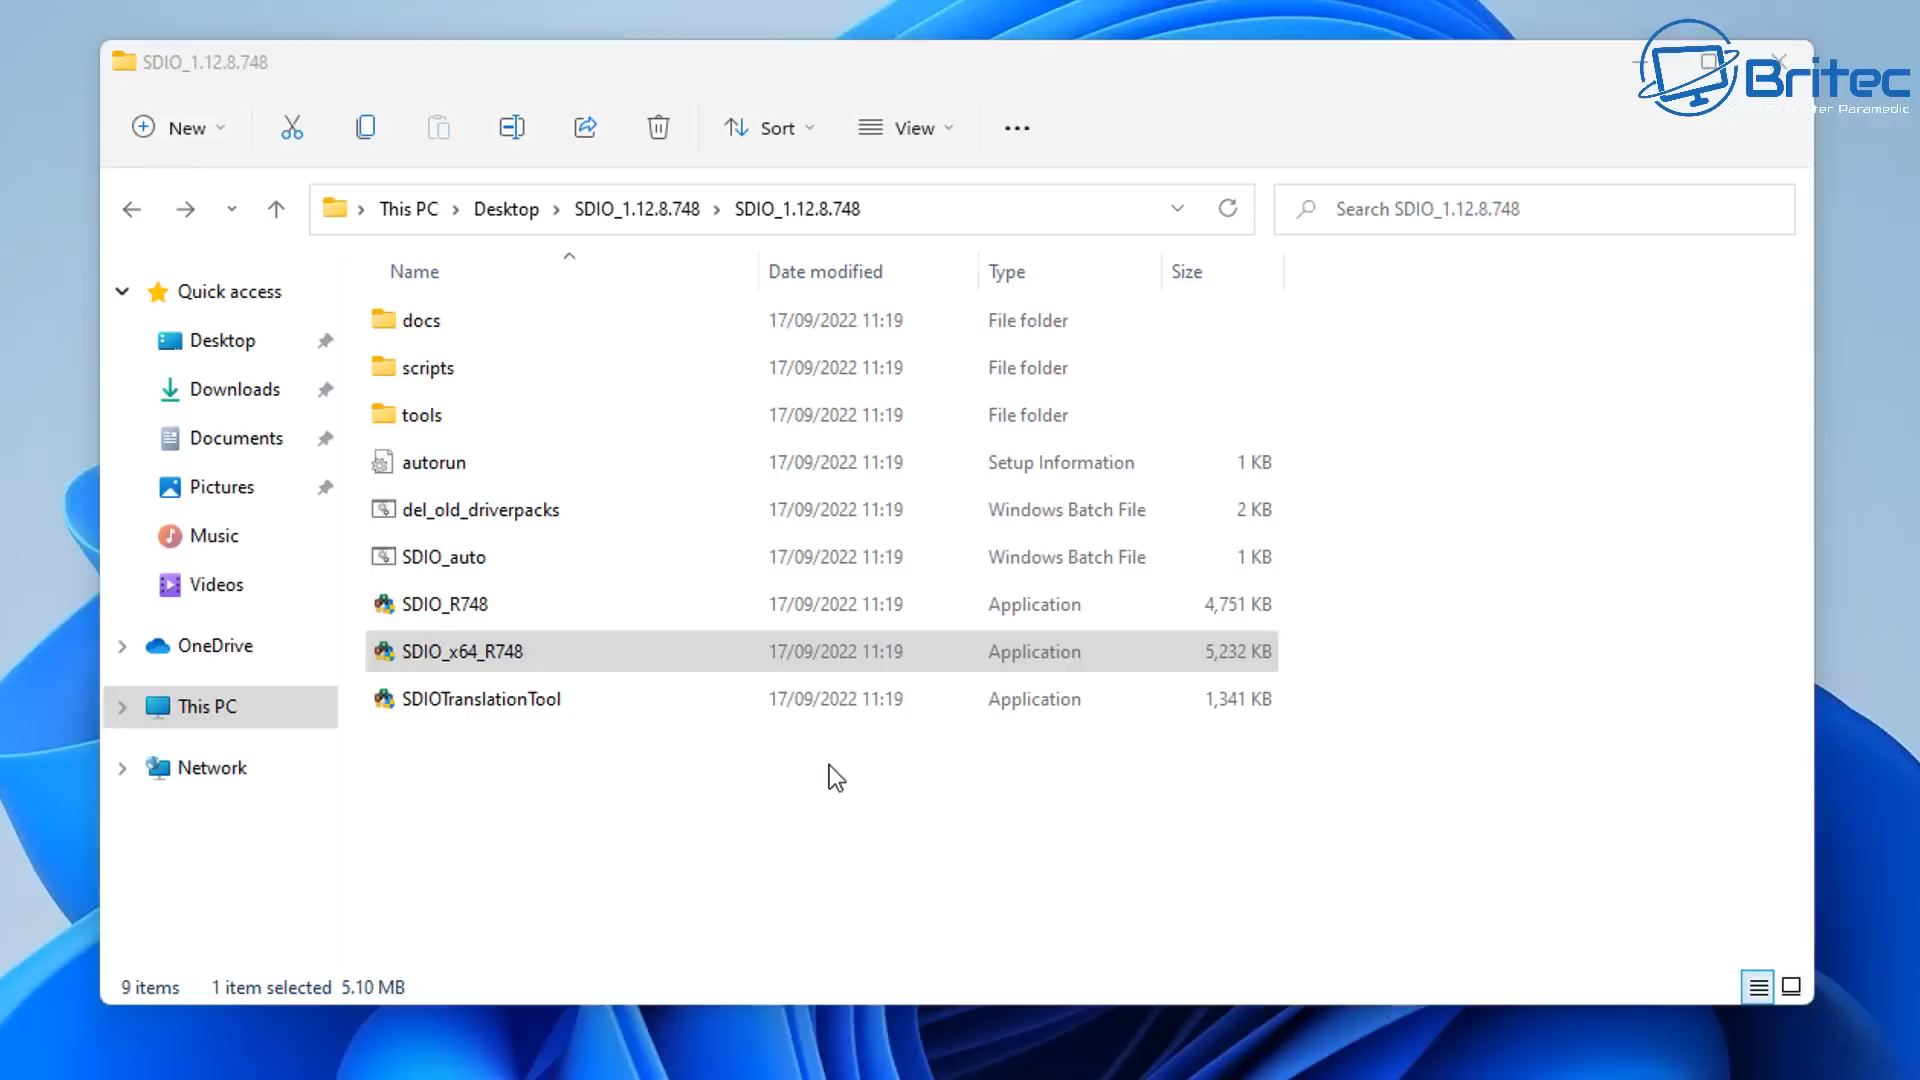 SDIO_1.12.8.748
Britec
New
Sort
View
This PC
Desktop
SDIO_1.12.8.748
SDIO_1.12.8.748
Search SDIO_1.12.8.748
Name
Date modified
Type
Size
Quick access
Desktop
Downloads
Documents
Pictures
Music
Videos
OneDrive
This PC
Network
docs 17/09/2022 11:19 File folder
scripts 17/09/2022 11:19 File folder
tools 17/09/2022 11:19 File folder
autorun 17/09/2022 11:19 Setup Information 1 KB
del_old_driverpacks 17/09/2022 11:19 Windows Batch File 2 KB
SDIO_auto 17/09/2022 11:19 Windows Batch File 1 KB
SDIO_R748 17/09/2022 11:19 Application 4,751 KB
SDIO_x64_R748 17/09/2022 11:19 Application 5,232 KB
SDIOTranslationTool 17/09/2022 11:19 Application 1,341 KB
9 items 1 item selected 5.10 MB